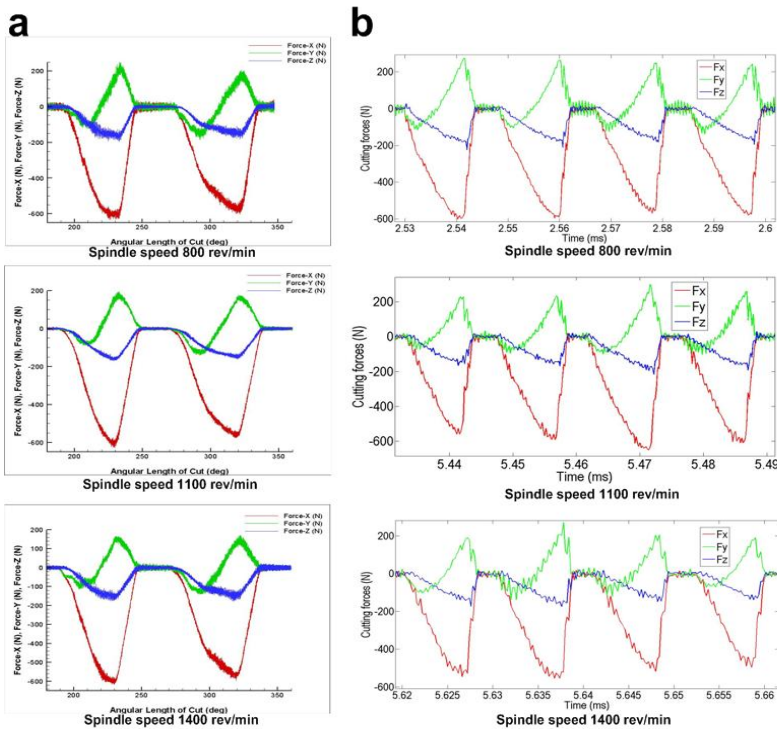 a
Force-X (N)
Force-Y (N)
Force-Z (N)
Force-X (N), Force-Y (N), Force-Z (N)
200
0
-200
-400
-600
200
250
300
350
Angular Length of Cut (deg)
Spindle speed 800 rev/min
Force-X (N)
Force-Y (N)
Force-Z (N)
Force-X (N), Force-Y (N), Force-Z (N)
200
0
-200
-400
-600
200
250
300
350
Angular Length of Cut (deg)
Spindle speed 1100 rev/min
Force-X (N)
Force-Y (N)
Force-Z (N)
Force-X (N), Force-Y (N), Force-Z (N)
200
100
0
-100
-200
-300
-400
-500
-600
200
250
300
350
Angular Length of Cut (deg)
Spindle speed 1400 rev/min
b
Fx
Fy
Fz
Cutting forces (N)
200
0
-200
-400
-600
2.53
2.54
2.55
2.56
2.57
2.58
2.59
2.6
Time (ms)
Spindle speed 800 rev/min
Fx
Fy
Fz
Cutting forces (N)
200
0
-200
-400
-600
5.44
5.45
5.46
5.47
5.48
5.49
Time (ms)
Spindle speed 1100 rev/min
Fx
Fy
Fz
Cutting forces (N)
200
0
-200
-400
-600
5.62
5.625
5.63
5.635
5.64
5.645
5.65
5.655
5.66
Time (ms)
Spindle speed 1400 rev/min